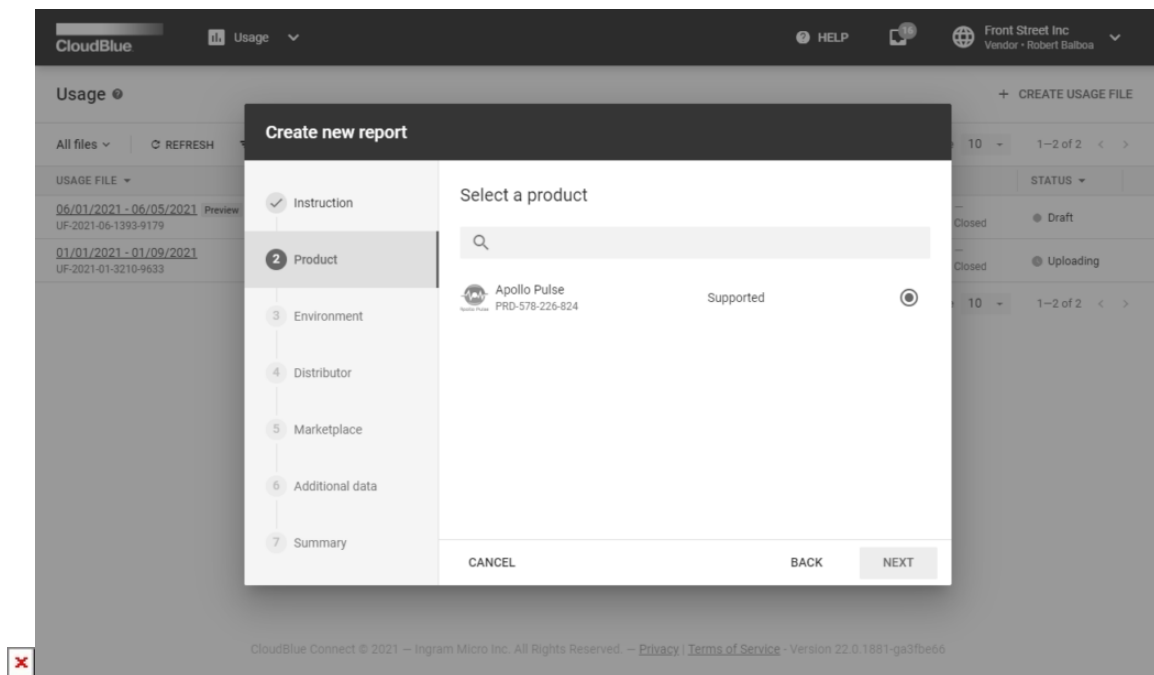 CloudBlue
Usage
HELP
16
Front Street Inc
Vendor • Robert Balboa
Usage
+ CREATE USAGE FILE
All files
REFRESH
10
1–2 of 2
USAGE FILE
STATUS
06/01/2021 - 06/05/2021 Preview
UF-2021-06-1393-9179
—
Closed
Draft
01/01/2021 - 01/09/2021
UF-2021-01-3210-9633
—
Closed
Uploading
10
1–2 of 2
Create new report
Instruction
2 Product
3 Environment
4 Distributor
5 Marketplace
6 Additional data
7 Summary
Select a product
Apollo Pulse
Apollo Pulse
PRD-578-226-824
Supported
CANCEL
BACK
NEXT
CloudBlue Connect © 2021 — Ingram Micro Inc. All Rights Reserved. — Privacy | Terms of Service - Version 22.0.1881-ga3fbe66